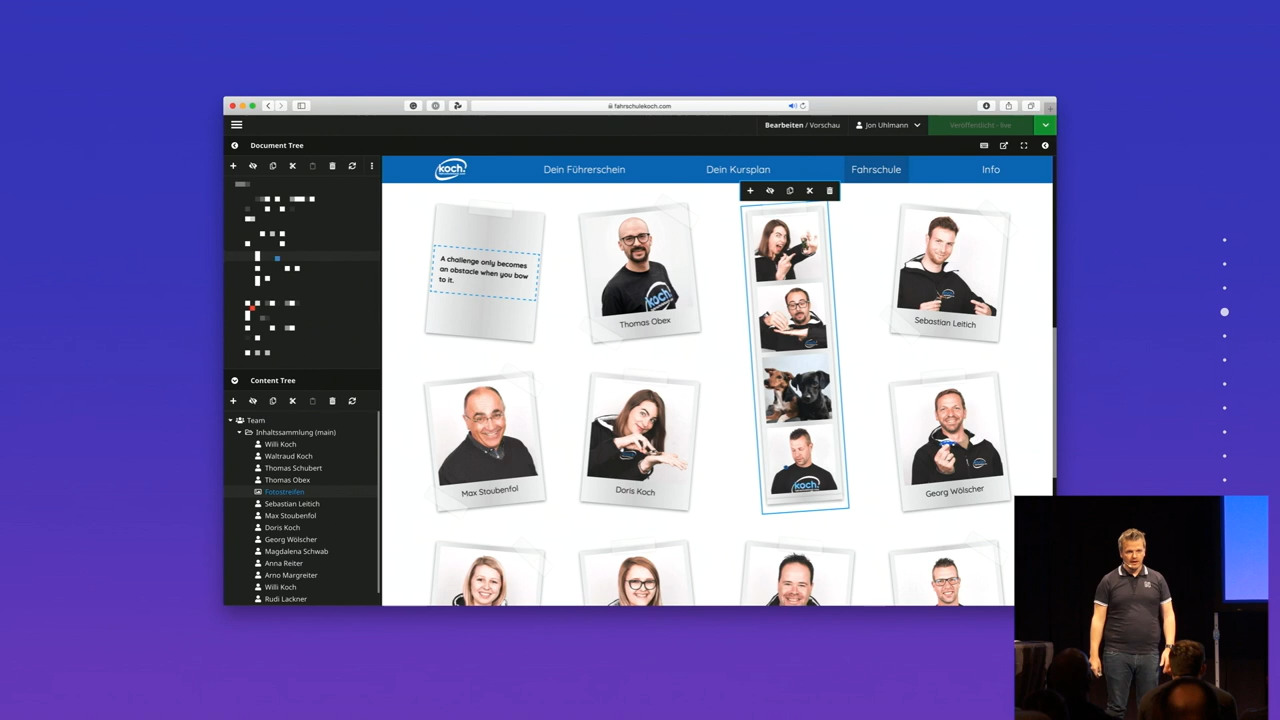 fahrschulekoch.com
Bearbeiten / Vorschau
Jon Uhlmann
Veröffentlicht - live
Document Tree
koch.
Dein Führerschein
Dein Kursplan
Fahrschule
Info
A challenge only becomes
an obstacle when you bow
to it.
koch.
Thomas Obex
Sebastian Leitich
Content Tree
Team
Inhaltssammlung (main)
Willi Koch
Waltraud Koch
Thomas Schubert
Thomas Obex
Fotostreifen
Sebastian Leitich
Max Stoubenfol
Doris Koch
Georg Wölscher
Magdalena Schwab
Anna Reiter
Arno Margreiter
Willi Koch
Rudi Lackner
Max Stoubenfol
Doris Koch
koch.
Georg Wölscher